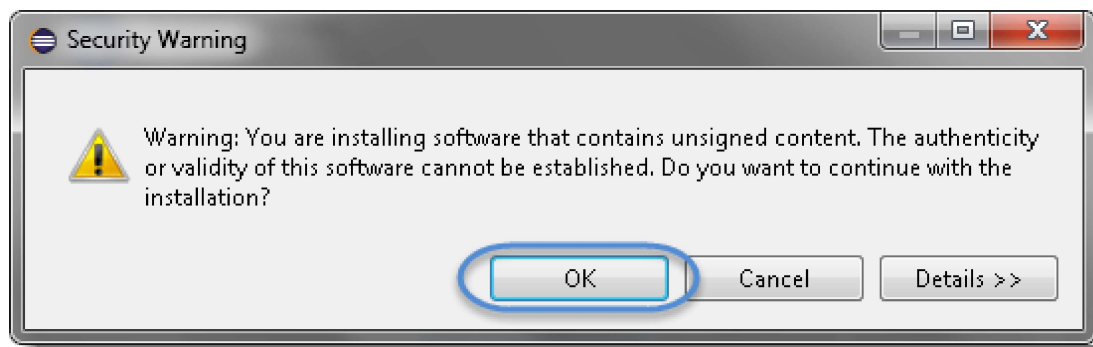 Security Warning
Warning: You are installing software that contains unsigned content. The authenticity
or validity of this software cannot be established. Do you want to continue with the
installation?
OK Cancel Details >>